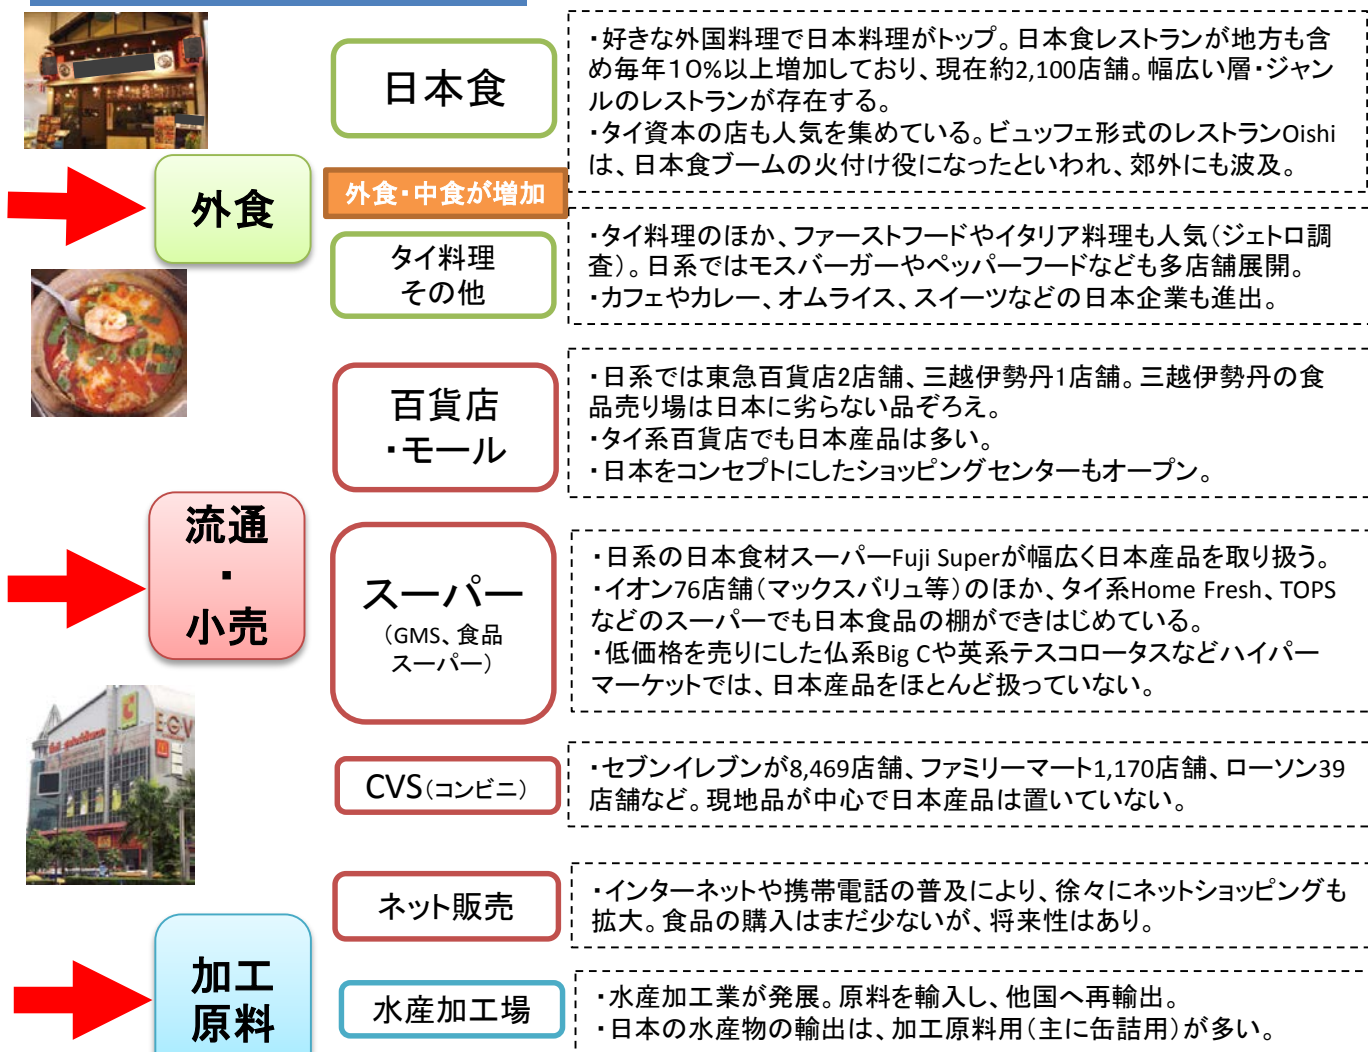 日本食
・好きな外国料理で日本料理がトップ。日本食レストランが地方も含
め毎年10%以上増加しており、現在約2,100店舗。幅広い層・ジャン
ルのレストランが存在する。
・タイ資本の店も人気を集めている。ビュッフェ形式のレストランOishi
は、日本食ブームの火付け役になったといわれ、郊外にも波及。
外食
外食・中食が増加
タイ料理
その他
・タイ料理のほか、ファーストフードやイタリア料理も人気(ジェトロ調
査)。日系ではモスバーガーやペッパーフードなども多店舗展開。
・カフェやカレー、オムライス、スイーツなどの日本企業も進出。
百貨店
・モール
・日系では東急百貨店2店舗、三越伊勢丹1店舗。三越伊勢丹の食
品売り場は日本に劣らない品ぞろえ。
・タイ系百貨店でも日本産品は多い。
・日本をコンセプトにしたショッピングセンターもオープン。
流通
・
小売
スーパー
(GMS、食品
スーパー)
・日系の日本食材スーパーFuji Superが幅広く日本産品を取り扱う。
・イオン76店舗(マックスバリュ等)のほか、タイ系Home Fresh、TOPS
などのスーパーでも日本食品の棚ができはじめている。
・低価格を売りにした仏系Big Cや英系テスコロータスなどハイパー
マーケットでは、日本産品をほとんど扱っていない。
EGV
CVS(コンビニ)
・セブンイレブンが8,469店舗、ファミリーマート1,170店舗、ローソン39
店舗など。現地品が中心で日本産品は置いていない。
ネット販売
・インターネットや携帯電話の普及により、徐々にネットショッピングも
拡大。食品の購入はまだ少ないが、将来性はあり。
加工
原料
水産加工場
・水産加工業が発展。原料を輸入し、他国へ再輸出。
・日本の水産物の輸出は、加工原料用(主に缶詰用)が多い。